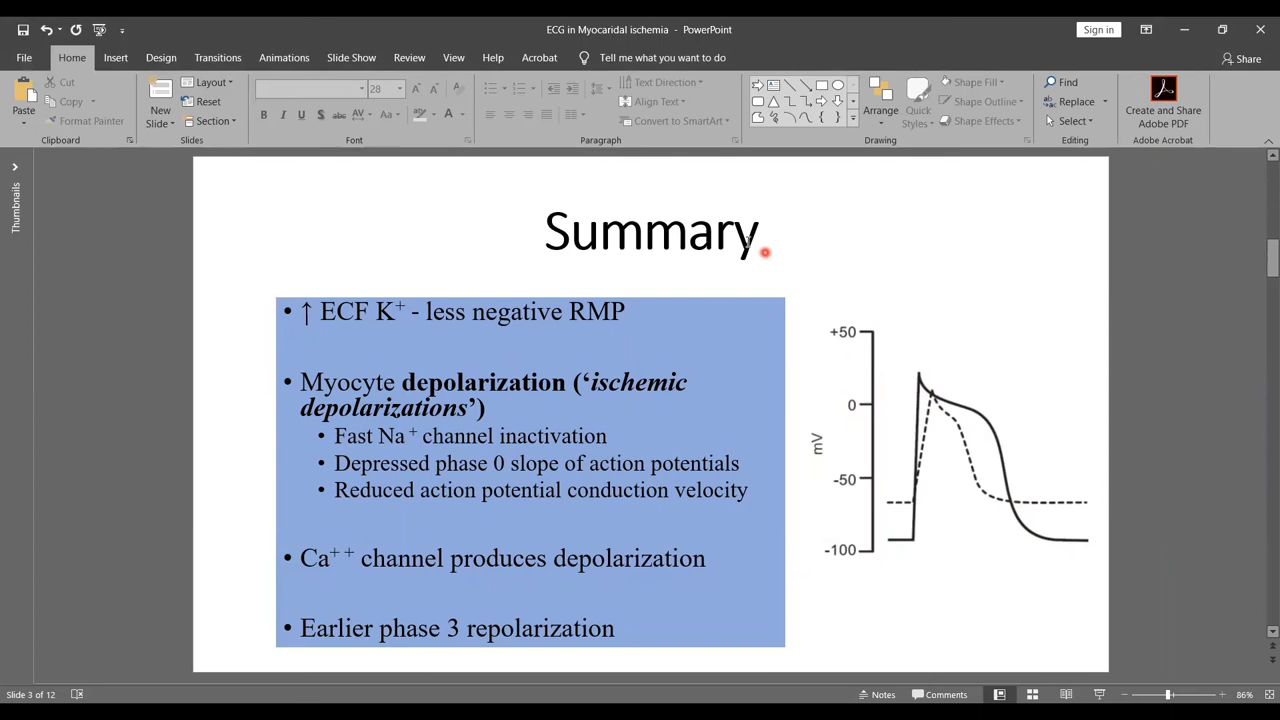 ECG in Myocaridal ischemia - PowerPoint
Sign in
File Home Insert Design Transitions Animations Slide Show Review View Help Acrobat Tell me what you want to do
Share
Paste
Cut
Copy
Format Painter
Clipboard
New Slide
Layout
Reset
Section
Slides
28
B I U S abc AV Aa A
Font
Text Direction
Align Text
Convert to SmartArt
Paragraph
Arrange
Quick Styles
Shape Fill
Shape Outline
Shape Effects
Drawing
Find
Replace
Select
Editing
Create and Share
Adobe PDF
Adobe Acrobat
Thumbnails
Summary
• ↑ ECF K+ - less negative RMP
• Myocyte depolarization (‘ischemic
depolarizations’)
• Fast Na + channel inactivation
• Depressed phase 0 slope of action potentials
• Reduced action potential conduction velocity
• Ca+ + channel produces depolarization
• Earlier phase 3 repolarization
+50
0
mV
-50
-100
Slide 3 of 12
Notes
Comments
86%